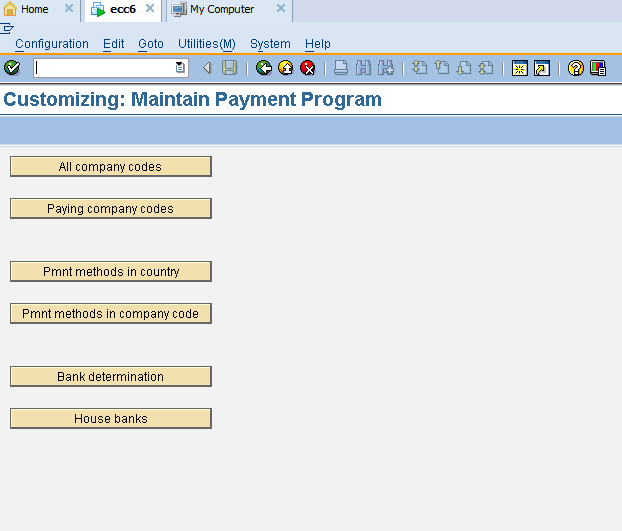 Home ecc6 My Computer
Configuration Edit Goto Utilities(M) System Help
Customizing: Maintain Payment Program
All company codes
Paying company codes
Pmnt methods in country
Pmnt methods in company code
Bank determination
House banks